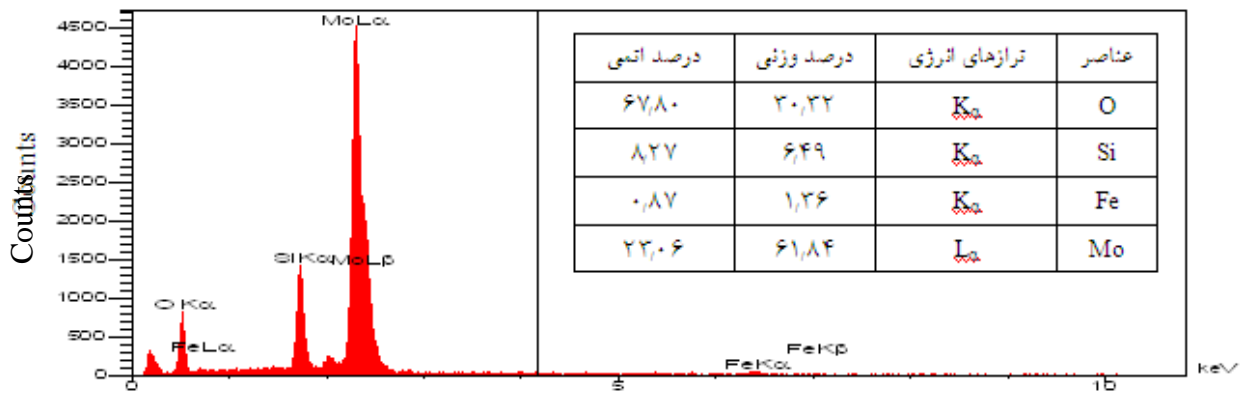 MoLα
4500
4000
3500
3000
2500
2000
1500
1000
500
0
Counts
SiKα
MoLβ
O Kα
FeLα
FeKα
FeKβ
0
5
10
keV
عناصر ترازهای انرژی درصد وزنی درصد اتمی
O Kα ۳۰٫۳۲ ۶۷٫۸۰
Si Kα ۶٫۴۹ ۸٫۲۷
Fe Kα ۱٫۳۶ ۰٫۸۷
Mo Lα ۶۱٫۸۴ ۲۳٫۰۶